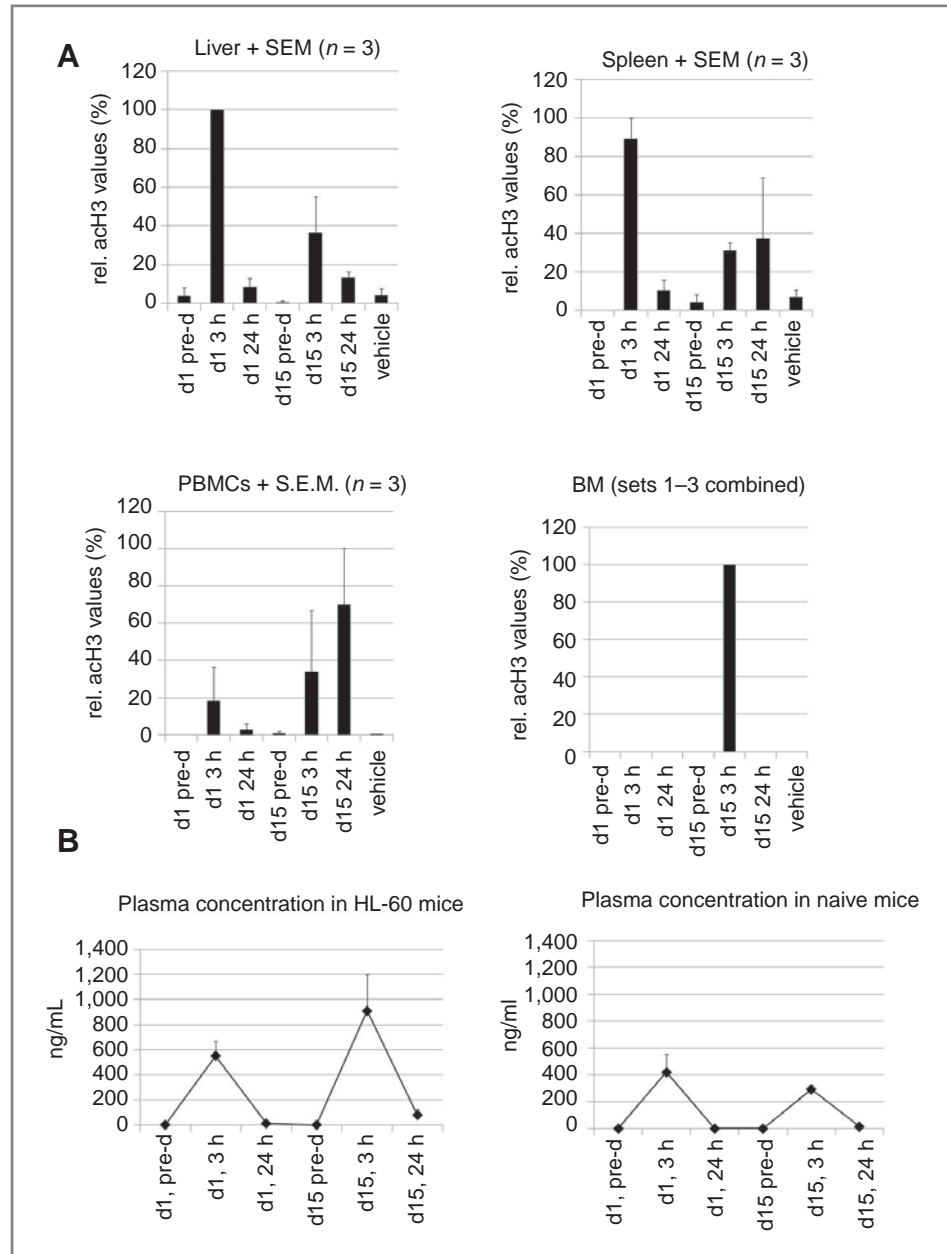 A
Liver + SEM (n = 3)
rel. acH3 values (%)
120
100
80
60
40
20
0
d1 pre-d
d1 3 h
d1 24 h
d15 pre-d
d15 3 h
d15 24 h
vehicle
Spleen + SEM (n = 3)
rel. acH3 values (%)
120
100
80
60
40
20
0
d1 pre-d
d1 3 h
d1 24 h
d15 pre-d
d15 3 h
d15 24 h
vehicle
PBMCs + S.E.M. (n = 3)
rel. acH3 values (%)
120
100
80
60
40
20
0
d1 pre-d
d1 3 h
d1 24 h
d15 pre-d
d15 3 h
d15 24 h
vehicle
BM (sets 1–3 combined)
rel. acH3 values (%)
120
100
80
60
40
20
0
d1 pre-d
d1 3 h
d1 24 h
d15 pre-d
d15 3 h
d15 24 h
vehicle
B
Plasma concentration in HL-60 mice
ng/mL
1,400
1,200
1,000
800
600
400
200
0
d1, pre-d
d1, 3 h
d1, 24 h
d15 pre-d
d15, 3 h
d15, 24 h
Plasma concentration in naive mice
ng/ml
1,400
1,200
1,000
800
600
400
200
0
d1, pre-d
d1, 3 h
d1, 24 h
d15 pre-d
d15, 3 h
d15, 24 h